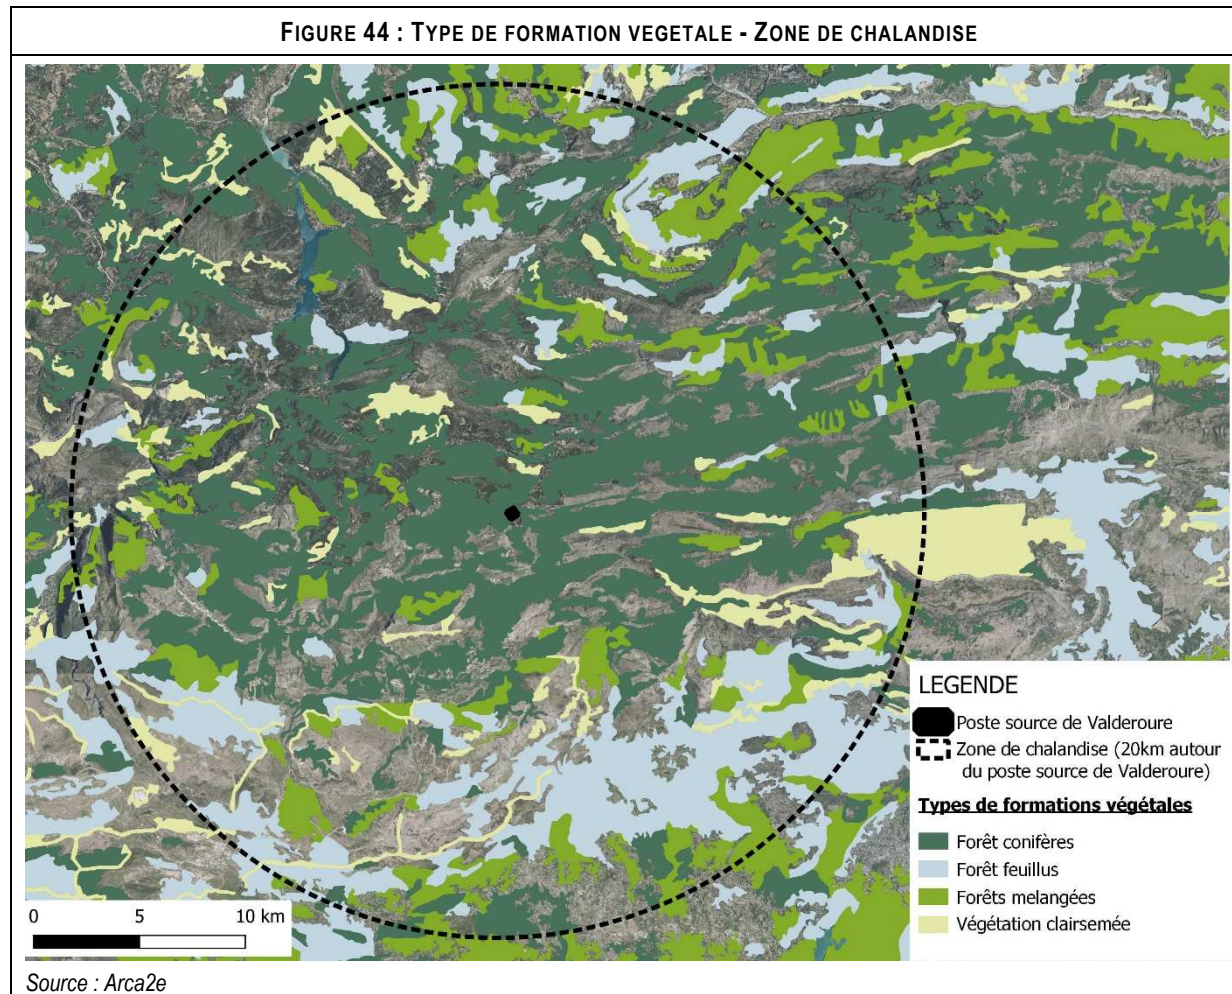 FIGURE 44 : TYPE DE FORMATION VEGETALE - ZONE DE CHALANDISE
LEGENDE
Poste source de Valderoure
Zone de chalandise (20km autour
du poste source de Valderoure)
Types de formations végétales
Forêt conifères
Forêt feuillus
Forêts melangées
Végétation clairsemée
0 5 10 km
Source : Arca2e